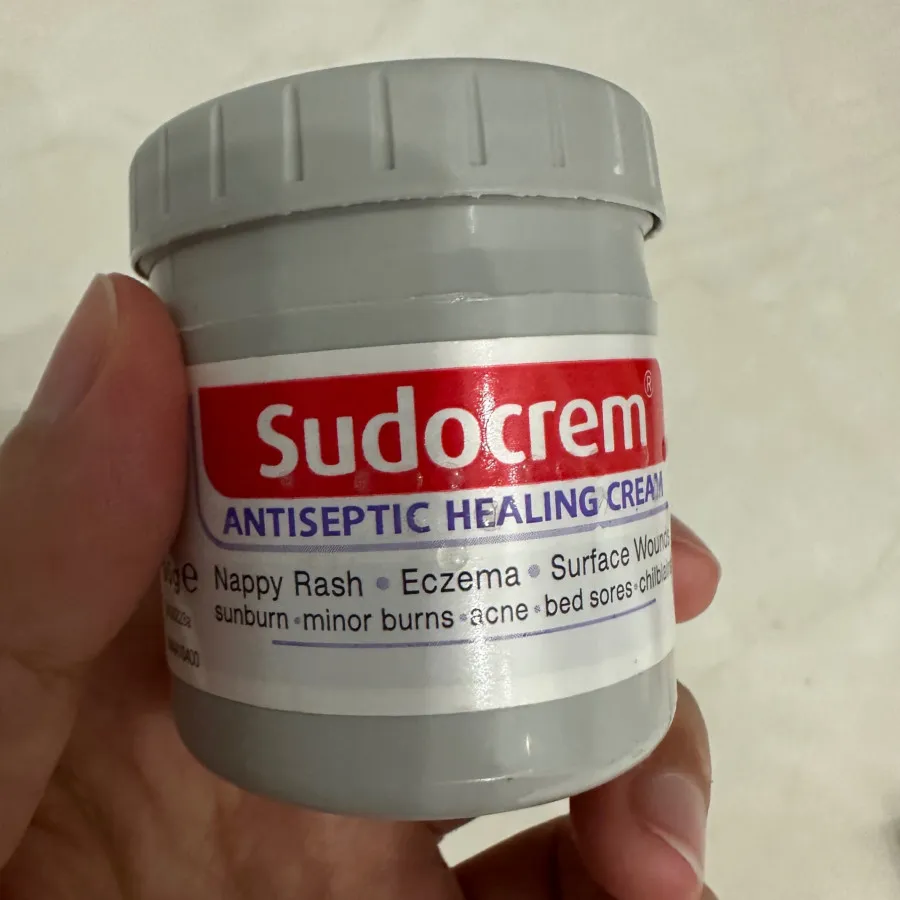 Sudocrem®
ANTISEPTIC HEALING CREAM
Nappy Rash • Eczema • Surface Wounds
sunburn • minor burns • acne • bed sores •